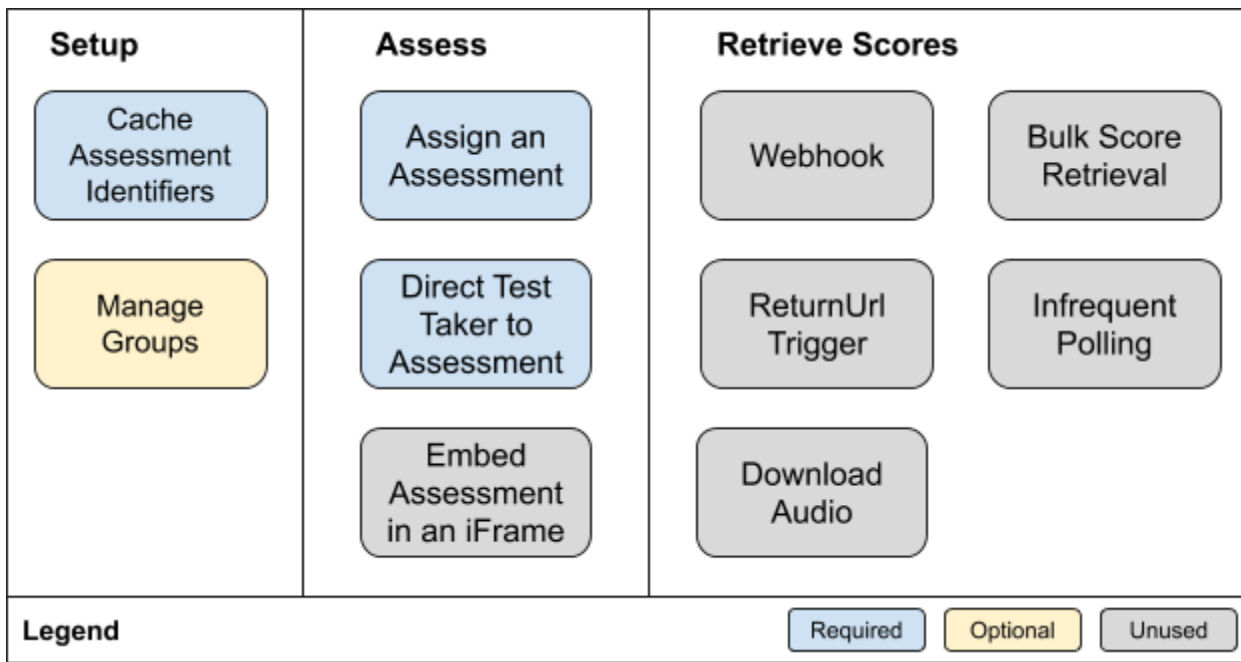 Setup
Cache
Assessment
Identifiers
Manage
Groups
Assess
Assign an
Assessment
Direct Test
Taker to
Assessment
Embed
Assessment
in an iFrame
Retrieve Scores
Webhook
Bulk Score
Retrieval
ReturnUrl
Trigger
Infrequent
Polling
Download
Audio
Legend
Required
Optional
Unused